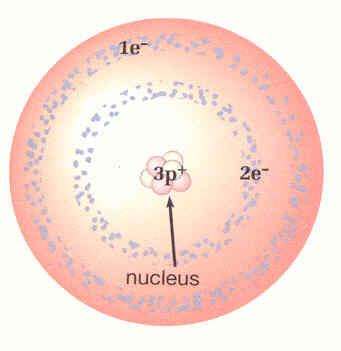 1e⁻
3p⁺
2e⁻
nucleus